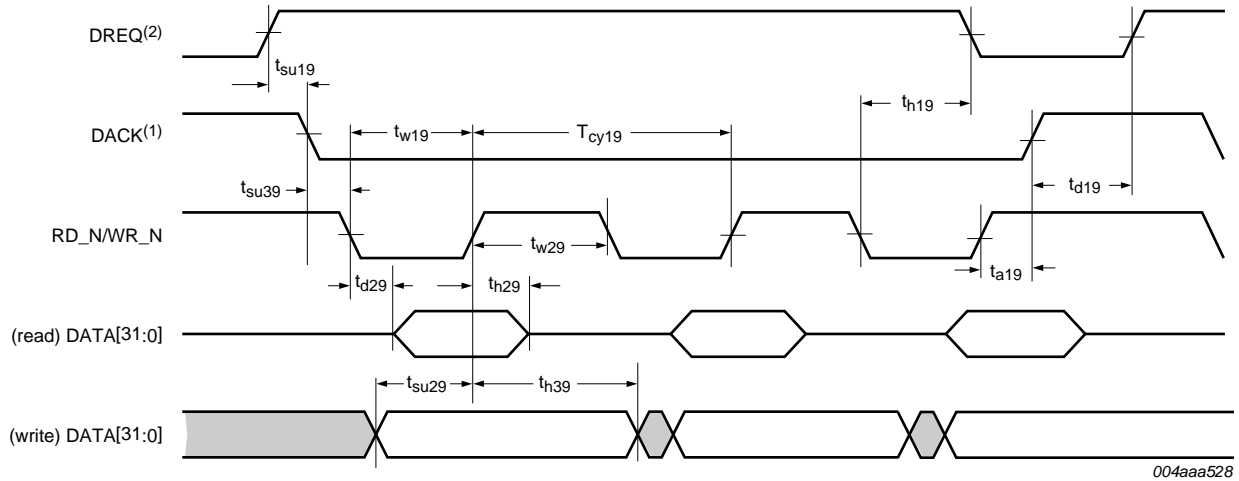 DREQ(2)
tsu19
th19
DACK(1)
tw19
Tcy19
tsu39
td19
RD_N/WR_N
tw29
td29
th29
ta19
(read) DATA[31:0]
tsu29
th39
(write) DATA[31:0]
004aaa528